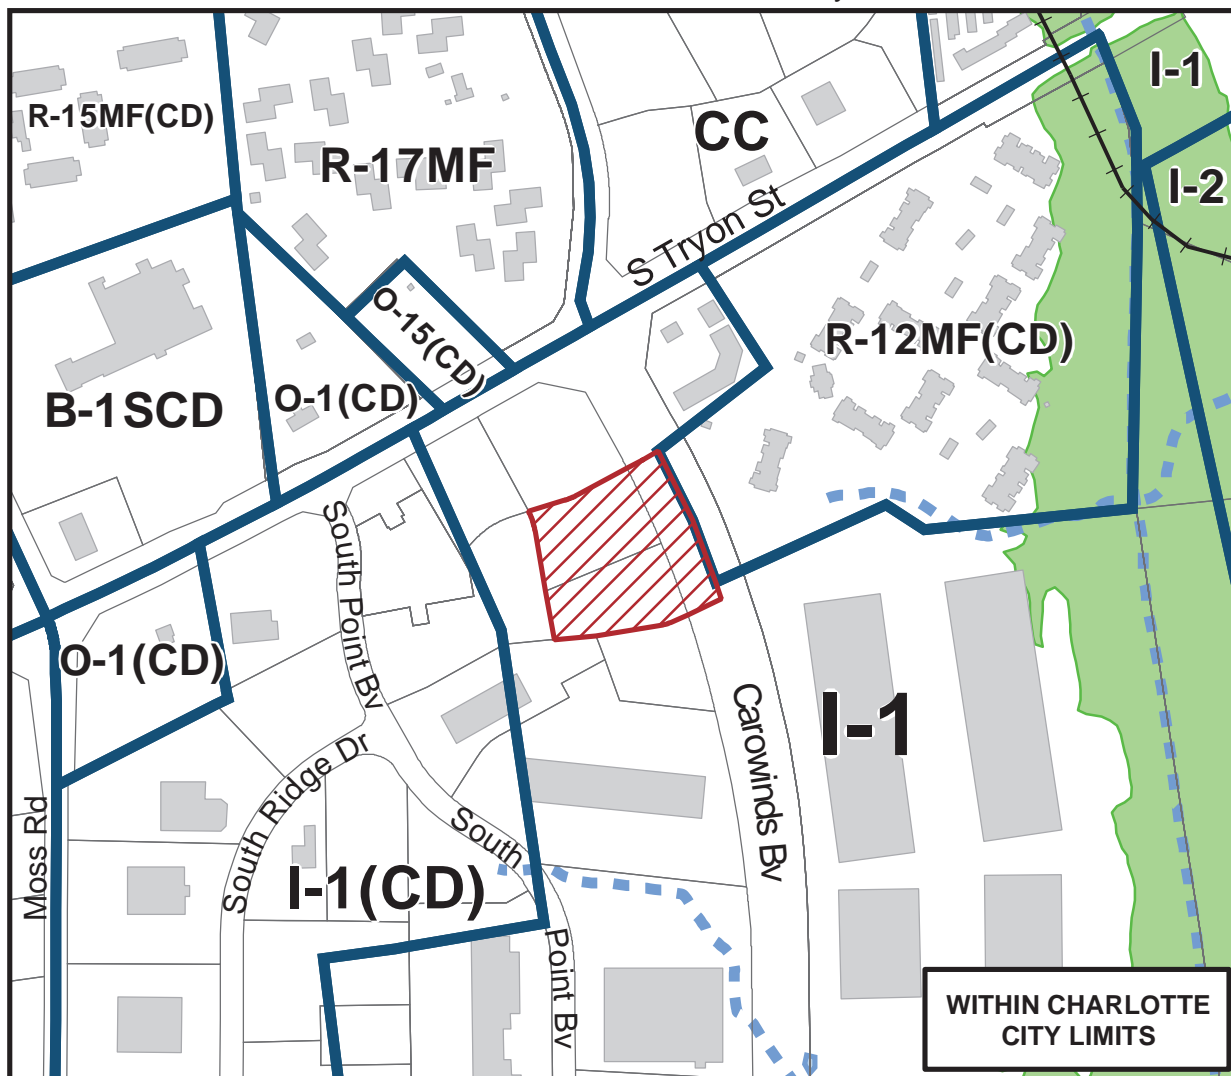 I-1
R-15MF(CD)
CC
R-17MF
I-2
S Tryon St
O-15(CD)
R-12MF(CD)
O-1(CD)
B-1SCD
South Point Bv
O-1(CD)
Carowinds Bv
I-1
South Ridge Dr
Moss Rd
South
I-1(CD)
Point Bv
WITHIN CHARLOTTE
CITY LIMITS